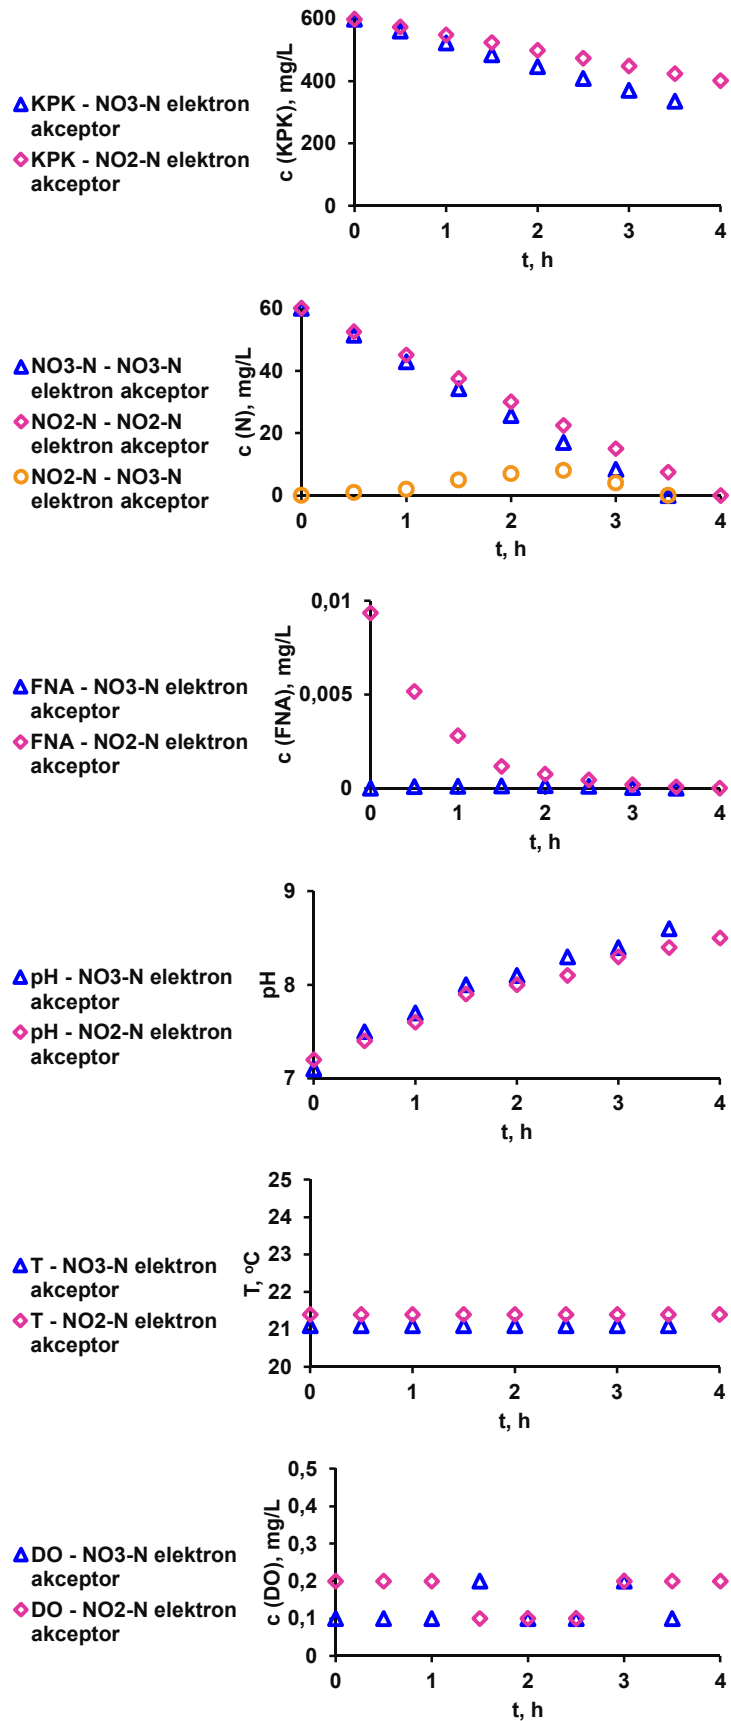 KPK - NO3-N elektron
akceptor
KPK - NO2-N elektron
akceptor
c (KPK), mg/L
600
400
200
0
0 1 2 3 4
t, h
NO3-N - NO3-N
elektron akceptor
NO2-N - NO2-N
elektron akceptor
NO2-N - NO3-N
elektron akceptor
c (N), mg/L
60
40
20
0
0 1 2 3 4
t, h
FNA - NO3-N elektron
akceptor
FNA - NO2-N elektron
akceptor
c (FNA), mg/L
0,01
0,005
0
0 1 2 3 4
t, h
pH - NO3-N elektron
akceptor
pH - NO2-N elektron
akceptor
pH
9
8
7
0 1 2 3 4
t, h
T - NO3-N elektron
akceptor
T - NO2-N elektron
akceptor
T, ºC
25
24
23
22
21
20
0 1 2 3 4
t, h
DO - NO3-N elektron
akceptor
DO - NO2-N elektron
akceptor
c (DO), mg/L
0,5
0,4
0,3
0,2
0,1
0
0 1 2 3 4
t, h